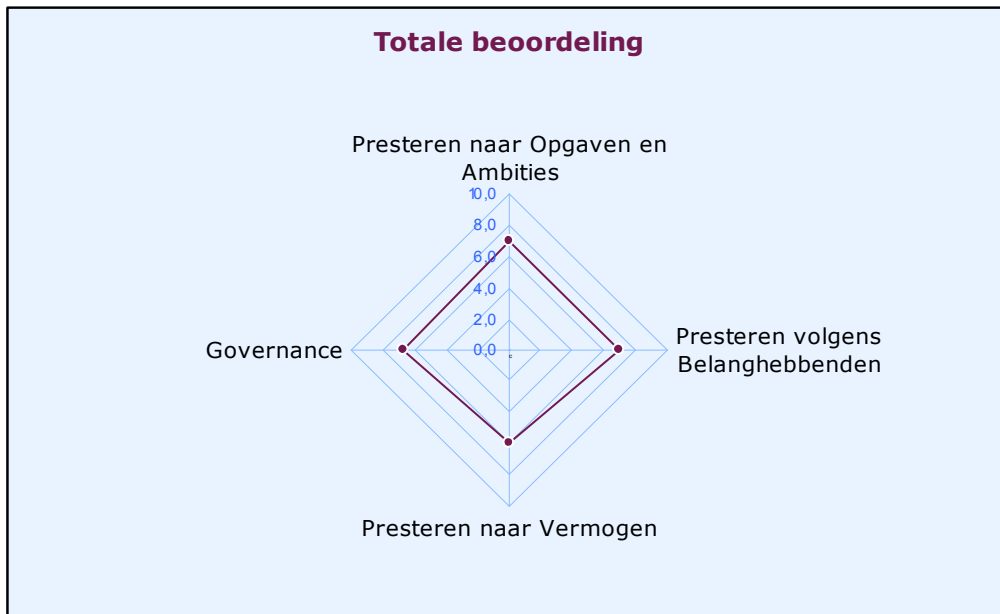 Totale beoordeling
Presteren naar Opgaven en
Ambities
10,0
8,0
6,0
4,0
2,0
0,0
Governance
Presteren volgens
Belanghebbenden
Presteren naar Vermogen